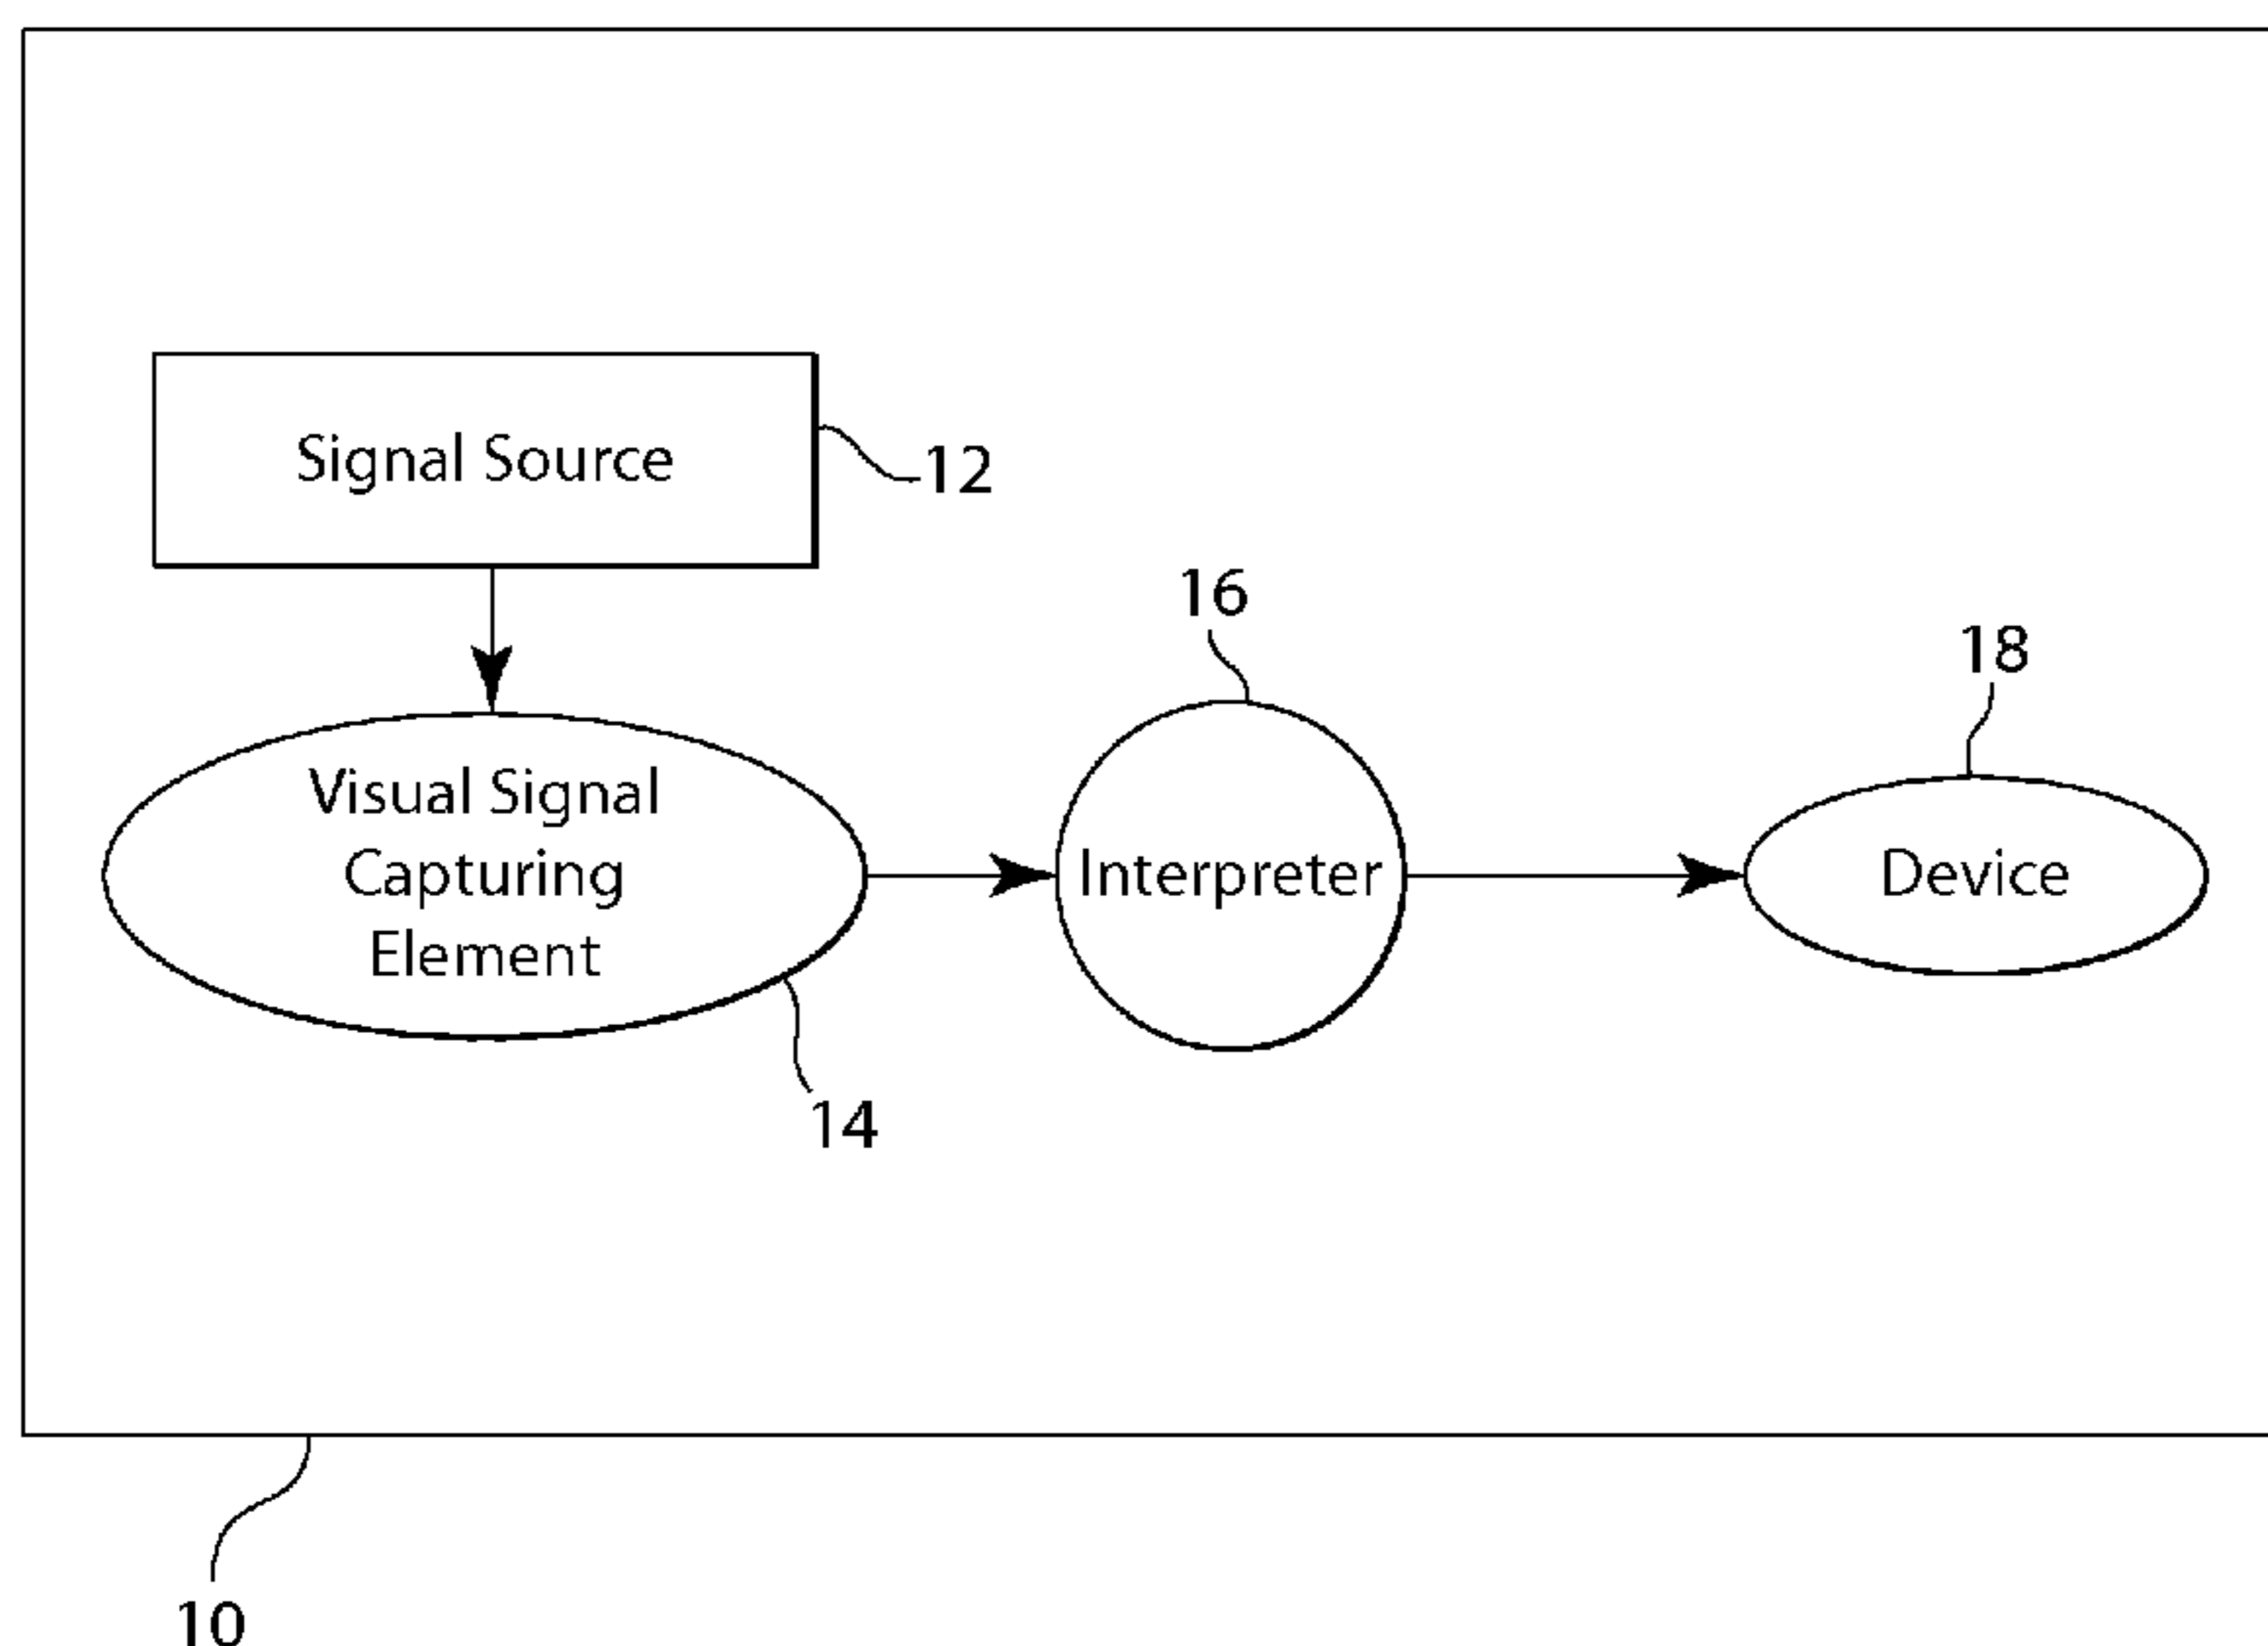 Signal Source
12
16
18
Visual Signal
Capturing
Element
Interpreter
Device
14
10